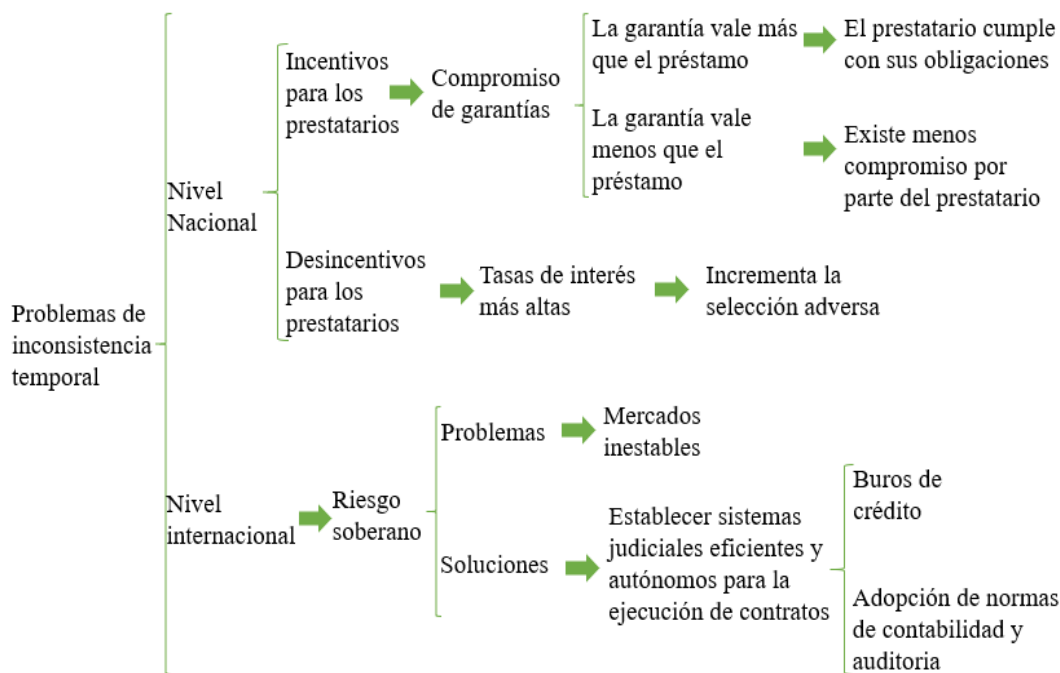 Problemas de
inconsistencia
temporal
Nivel
Nacional
Incentivos
para los
prestatarios
Compromiso
de garantías
La garantía vale más
que el préstamo
El prestatario cumple
con sus obligaciones
La garantía vale
menos que el
préstamo
Existe menos
compromiso por
parte del prestatario
Desincentivos
para los
prestatarios
Tasas de interés
más altas
Incrementa la
selección adversa
Nivel
internacional
Riesgo
soberano
Problemas
Mercados
inestables
Soluciones
Establecer sistemas
judiciales eficientes y
autónomos para la
ejecución de contratos
Buros de
crédito
Adopción de normas
de contabilidad y
auditoria